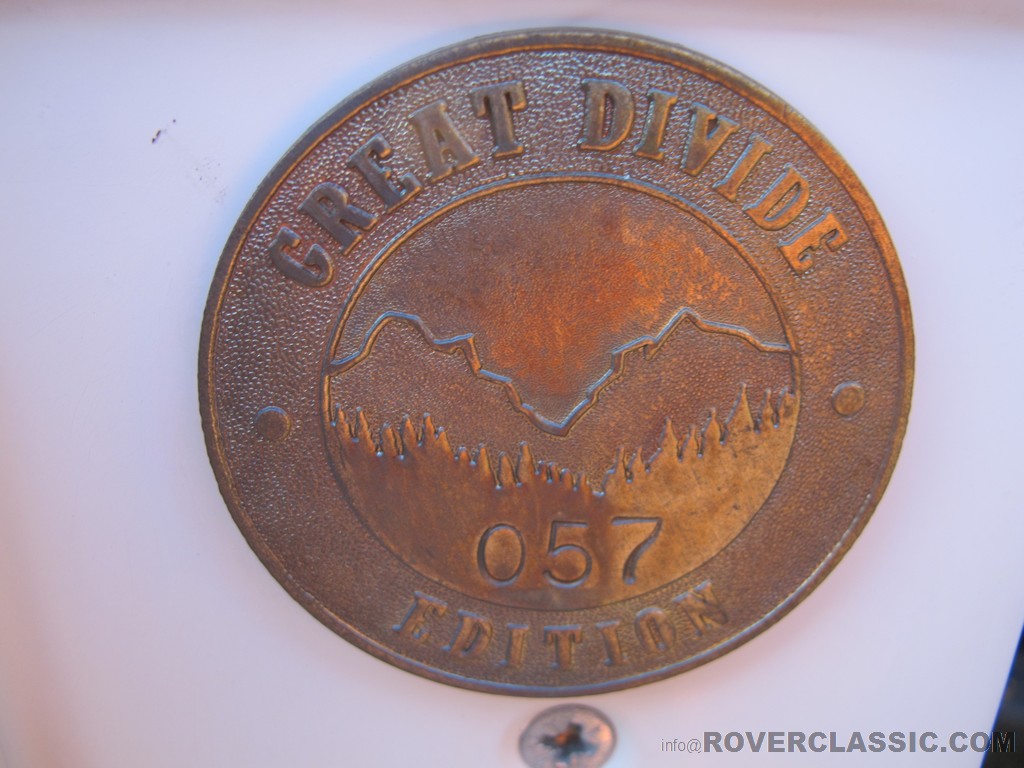 GREAT DIVIDE
057
EDITION
info@ROVERCLASSIC.COM